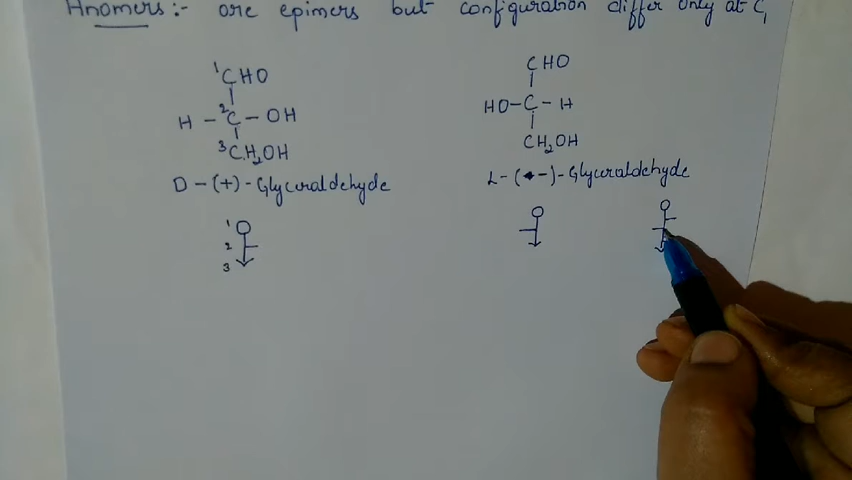 Anomers:- are epimers but configuration differ only at C1
1CHO
H - 2C - OH
3CH2OH
D-(+)-Glyceraldehyde
1
2
3
CHO
HO-C-H
CH2OH
L-(-)-Glyceraldehyde